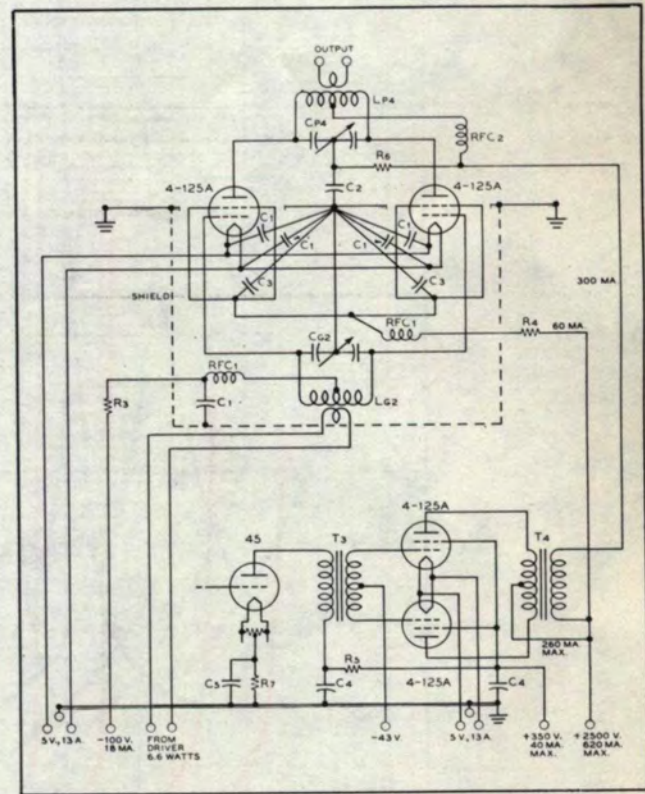 OUTPUT
LP4
CP4
RFC2
R6
4-125A
C2
4-125A
C1
C1
C1
C1
300 MA.
C3
C3
SHIELD
RFC1
R4
60 MA.
CG2
RFC1
R3
C1
LG2
4-125A
45
T3
T4
260 MA.
MAX.
R5
4-125A
C5
R7
C4
C4
5V., 13 A.
-100 V.
18 MA.
FROM
DRIVER
6.6 WATTS
-43 V.
5V., 13 A.
+350 V.
40 MA.
MAX.
+2500 V.
620 MA.
MAX.